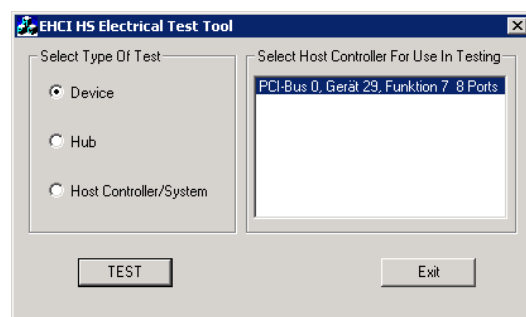 EHCI HS Electrical Test Tool
Select Type Of Test
Device
Hub
Host Controller/System
Select Host Controller For Use In Testing
PCI-Bus 0, Gerät 29, Funktion 7 8 Ports
TEST
Exit